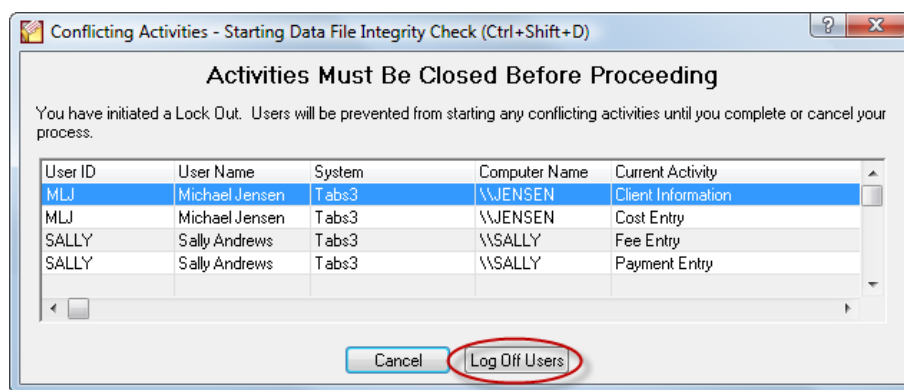 Conflicting Activities - Starting Data File Integrity Check (Ctrl+Shift+D)
Activities Must Be Closed Before Proceeding
You have initiated a Lock Out. Users will be prevented from starting any conflicting activities until you complete or cancel your
process.
User ID User Name System Computer Name Current Activity
MLJ Michael Jensen Tabs3 \\JENSEN Client Information
MLJ Michael Jensen Tabs3 \\JENSEN Cost Entry
SALLY Sally Andrews Tabs3 \\SALLY Fee Entry
SALLY Sally Andrews Tabs3 \\SALLY Payment Entry
Cancel Log Off Users